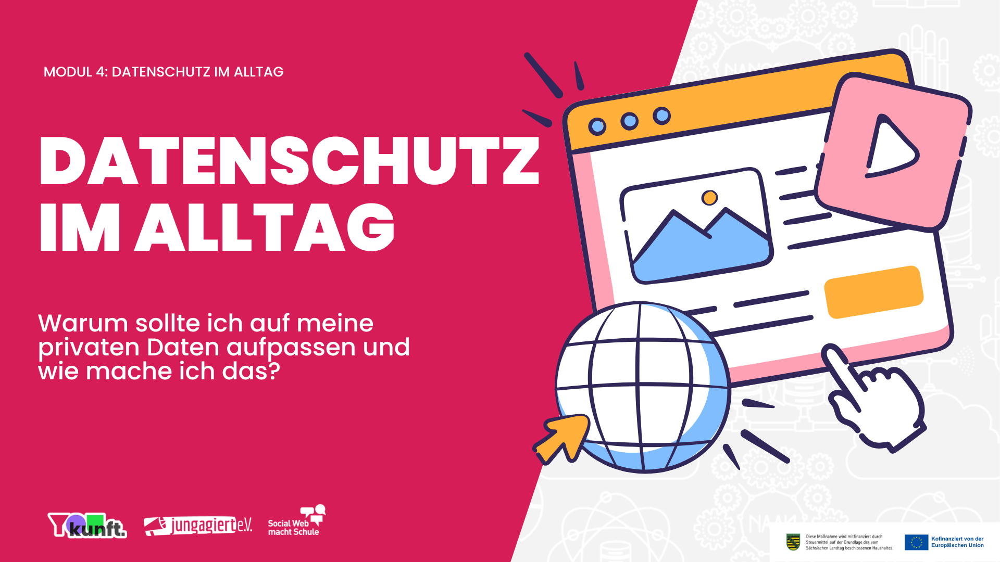 MODUL 4: DATENSCHUTZ IM ALLTAG
DATENSCHUTZ
IM ALLTAG
Warum sollte ich auf meine
privaten Daten aufpassen und
wie mache ich das?
YOU
kunft.
jungagiert e.V.
Social Web
macht Schule
Diese Maßnahme wird mitfinanziert durch
Steuermittel auf der Grundlage des vom
Sächsischen Landtag beschlossenen Haushaltes.
Kofinanziert von der
Europäischen Union